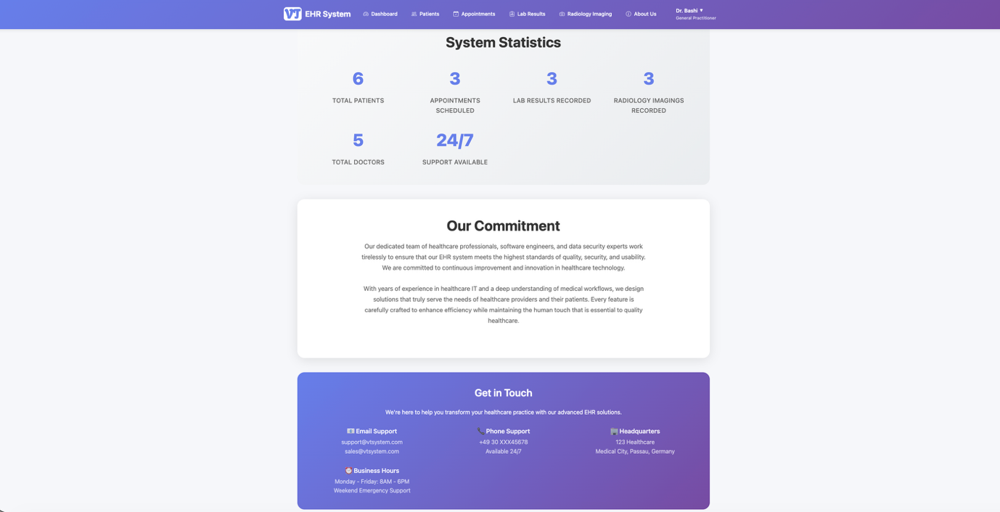 VT EHR System
Dashboard
Patients
Appointments
Lab Results
Radiology Imaging
About Us
Dr. Bashi ▼
General Practitioner
System Statistics
6
TOTAL PATIENTS
3
APPOINTMENTS
SCHEDULED
3
LAB RESULTS RECORDED
3
RADIOLOGY IMAGINGS
RECORDED
5
TOTAL DOCTORS
24/7
SUPPORT AVAILABLE
Our Commitment
Our dedicated team of healthcare professionals, software engineers, and data security experts work
tirelessly to ensure that our EHR system meets the highest standards of quality, security, and usability.
We are committed to continuous improvement and innovation in healthcare technology.
With years of experience in healthcare IT and a deep understanding of medical workflows, we design
solutions that truly serve the needs of healthcare providers and their patients. Every feature is
carefully crafted to enhance efficiency while maintaining the human touch that is essential to quality
healthcare.
Get in Touch
We're here to help you transform your healthcare practice with our advanced EHR solutions.
📧 Email Support
support@vtsystem.com
sales@vtsystem.com
📞 Phone Support
+49 30 XXX45678
Available 24/7
🏢 Headquarters
123 Healthcare
Medical City, Passau, Germany
⏰ Business Hours
Monday - Friday: 8AM - 6PM
Weekend Emergency Support